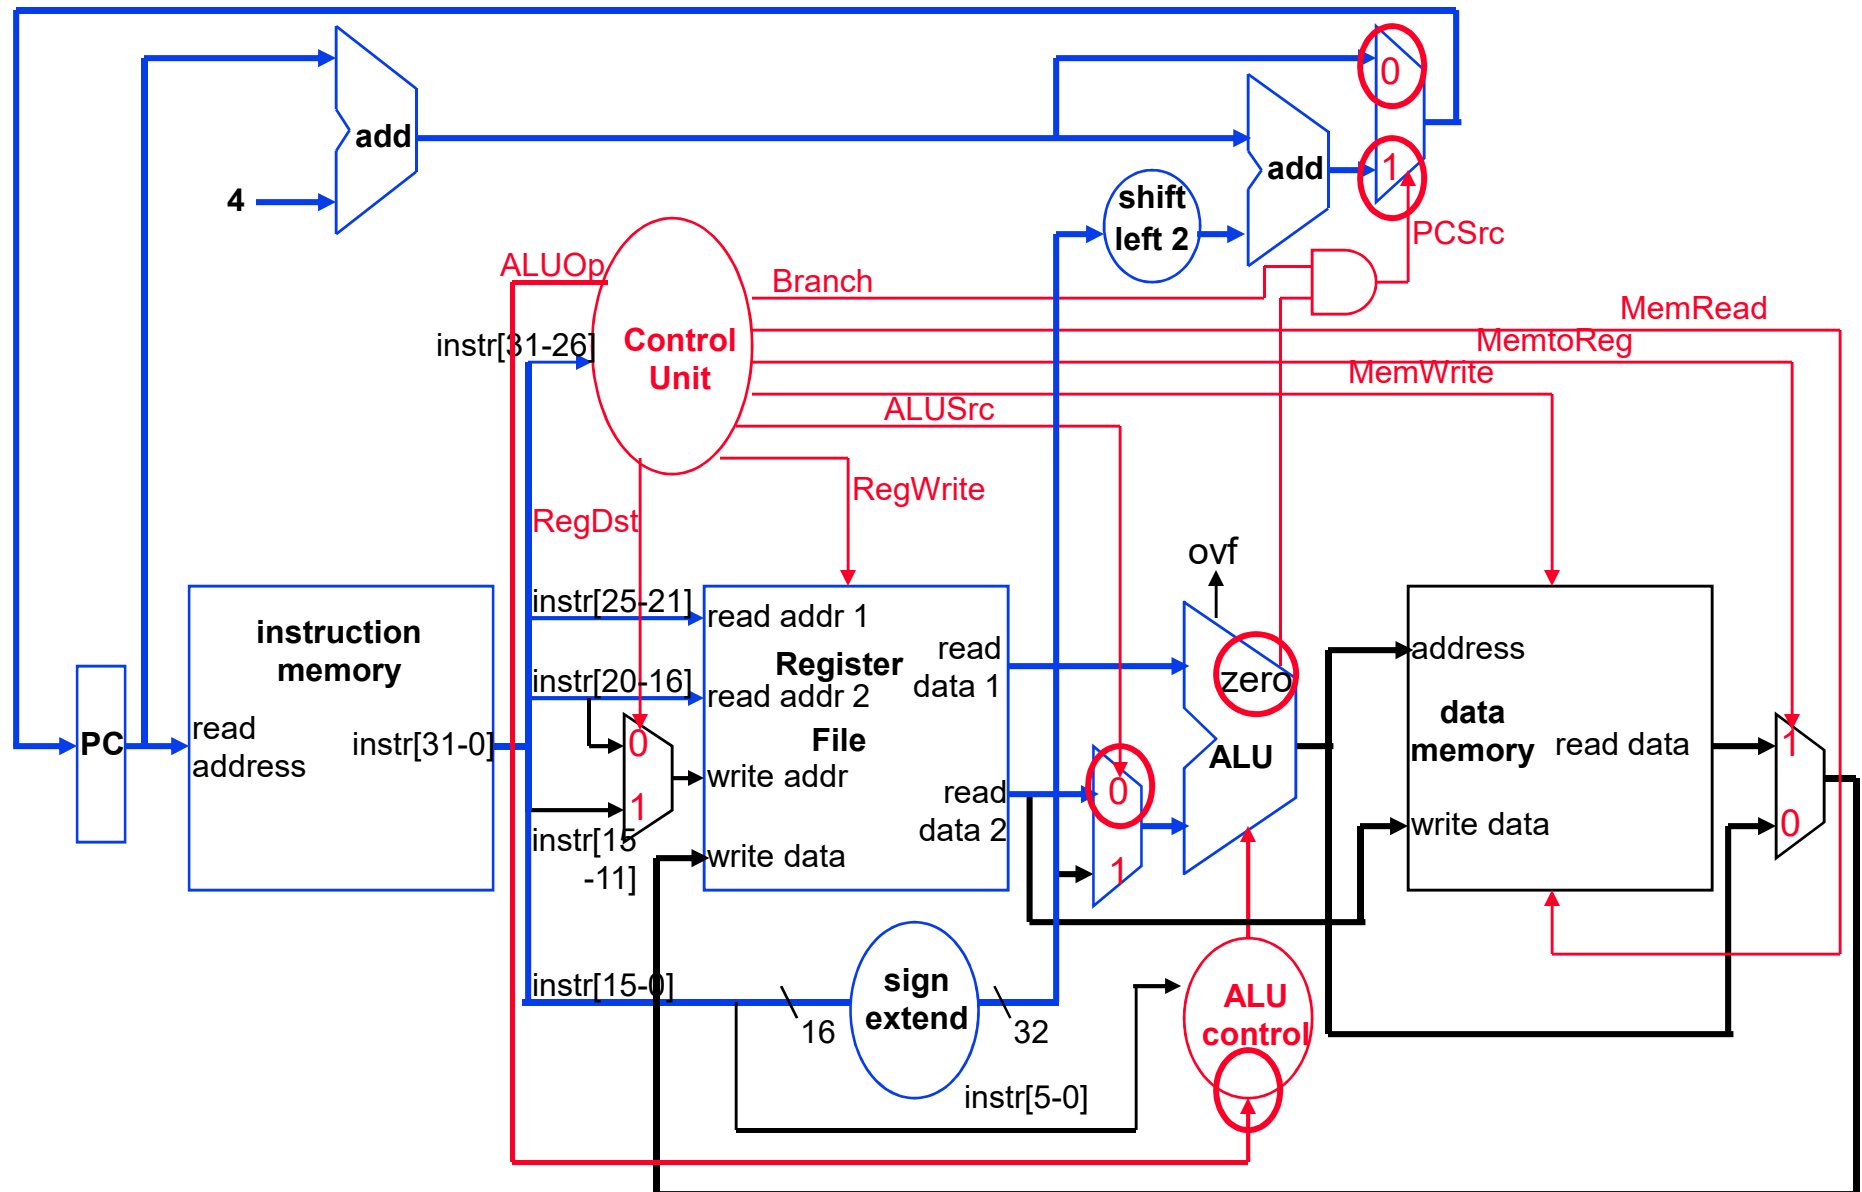 0
add
1
add
4
shift
left 2
PCSrc
ALUOp
Branch
MemRead
Control
Unit
instr[31-26]
MemtoReg
MemWrite
ALUSrc
RegWrite
RegDst
ovf
instruction
memory
instr[25-21]
read addr 1
Register
File
read
data 1
zero
address
instr[20-16]
read addr 2
data
memory
PC
read
address
instr[31-0]
0
write addr
ALU
read data
1
1
read
data 2
0
0
instr[15
-11]
write data
write data
1
instr[15-0]
sign
extend
16
32
ALU
control
instr[5-0]